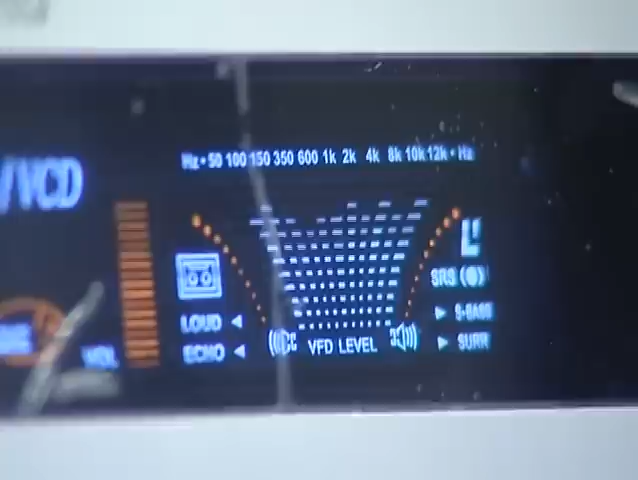 Hz • 50 100 150 350 600 1k 2k 4k 8k 10k 12k • Hz
/VCD
SRS
LOUD
S-BASS
ECHO
VFD LEVEL
SURR
VOL